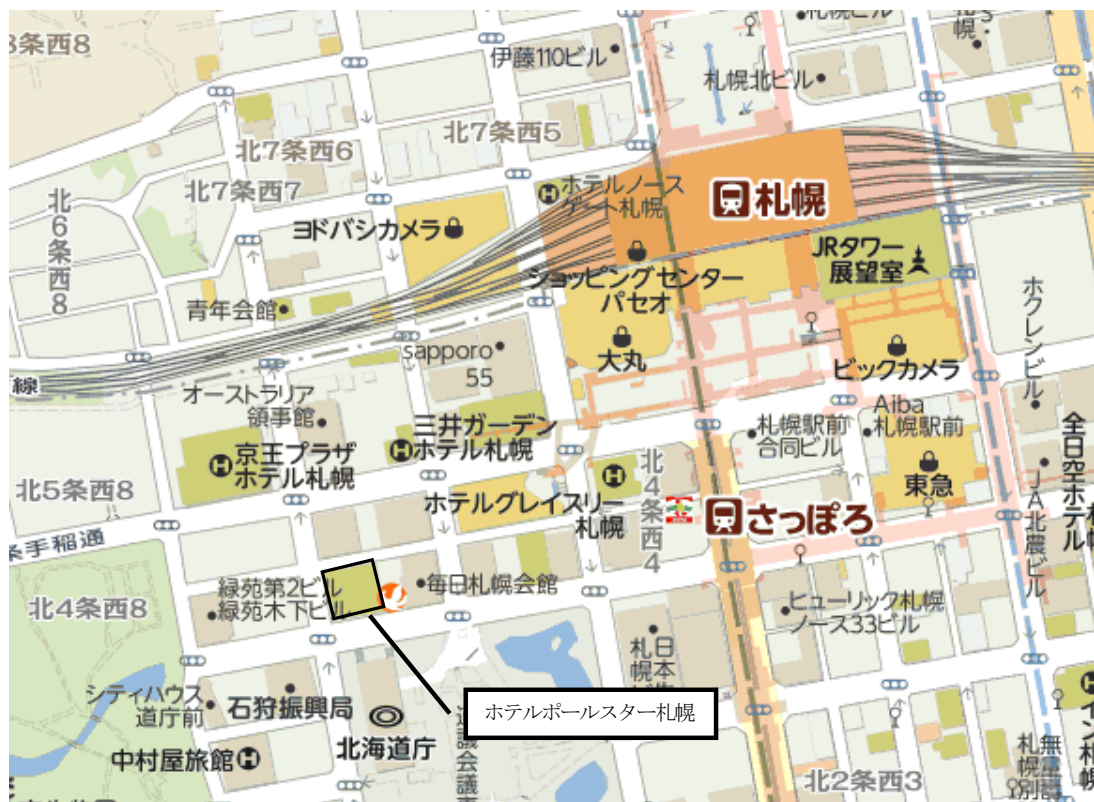 3条西8
伊藤110ビル
札幌ビル
札幌北ビル
北7条西5
北7条西6
北7条西7
北6条西8
ホテルノース
ゲート札幌
札幌
ヨドバシカメラ
JRタワー
展望室
ショッピングセンター
パセオ
青年会館
大丸
ホクレンビル
sapporo
55
ビックカメラ
線
オーストラリア
領事館
三井ガーデン
ホテル札幌
札幌駅前
合同ビル
Aiba
札幌駅前
京王プラザ
ホテル札幌
東急
全日空ホテル
北5条西8
ホテルグレイスリー
札幌
北4条西4
さっぽろ
JA北農ビル
条手稲通
緑苑第2ビル
緑苑木下ビル
毎日札幌会館
北4条西8
ヒューリック札幌
ノース33ビル
日本生
札幌ビ
シティハウス
道庁前
石狩振興局
ホテルポールスター札幌
北海道庁
中村屋旅館
北2条西3
イン札幌